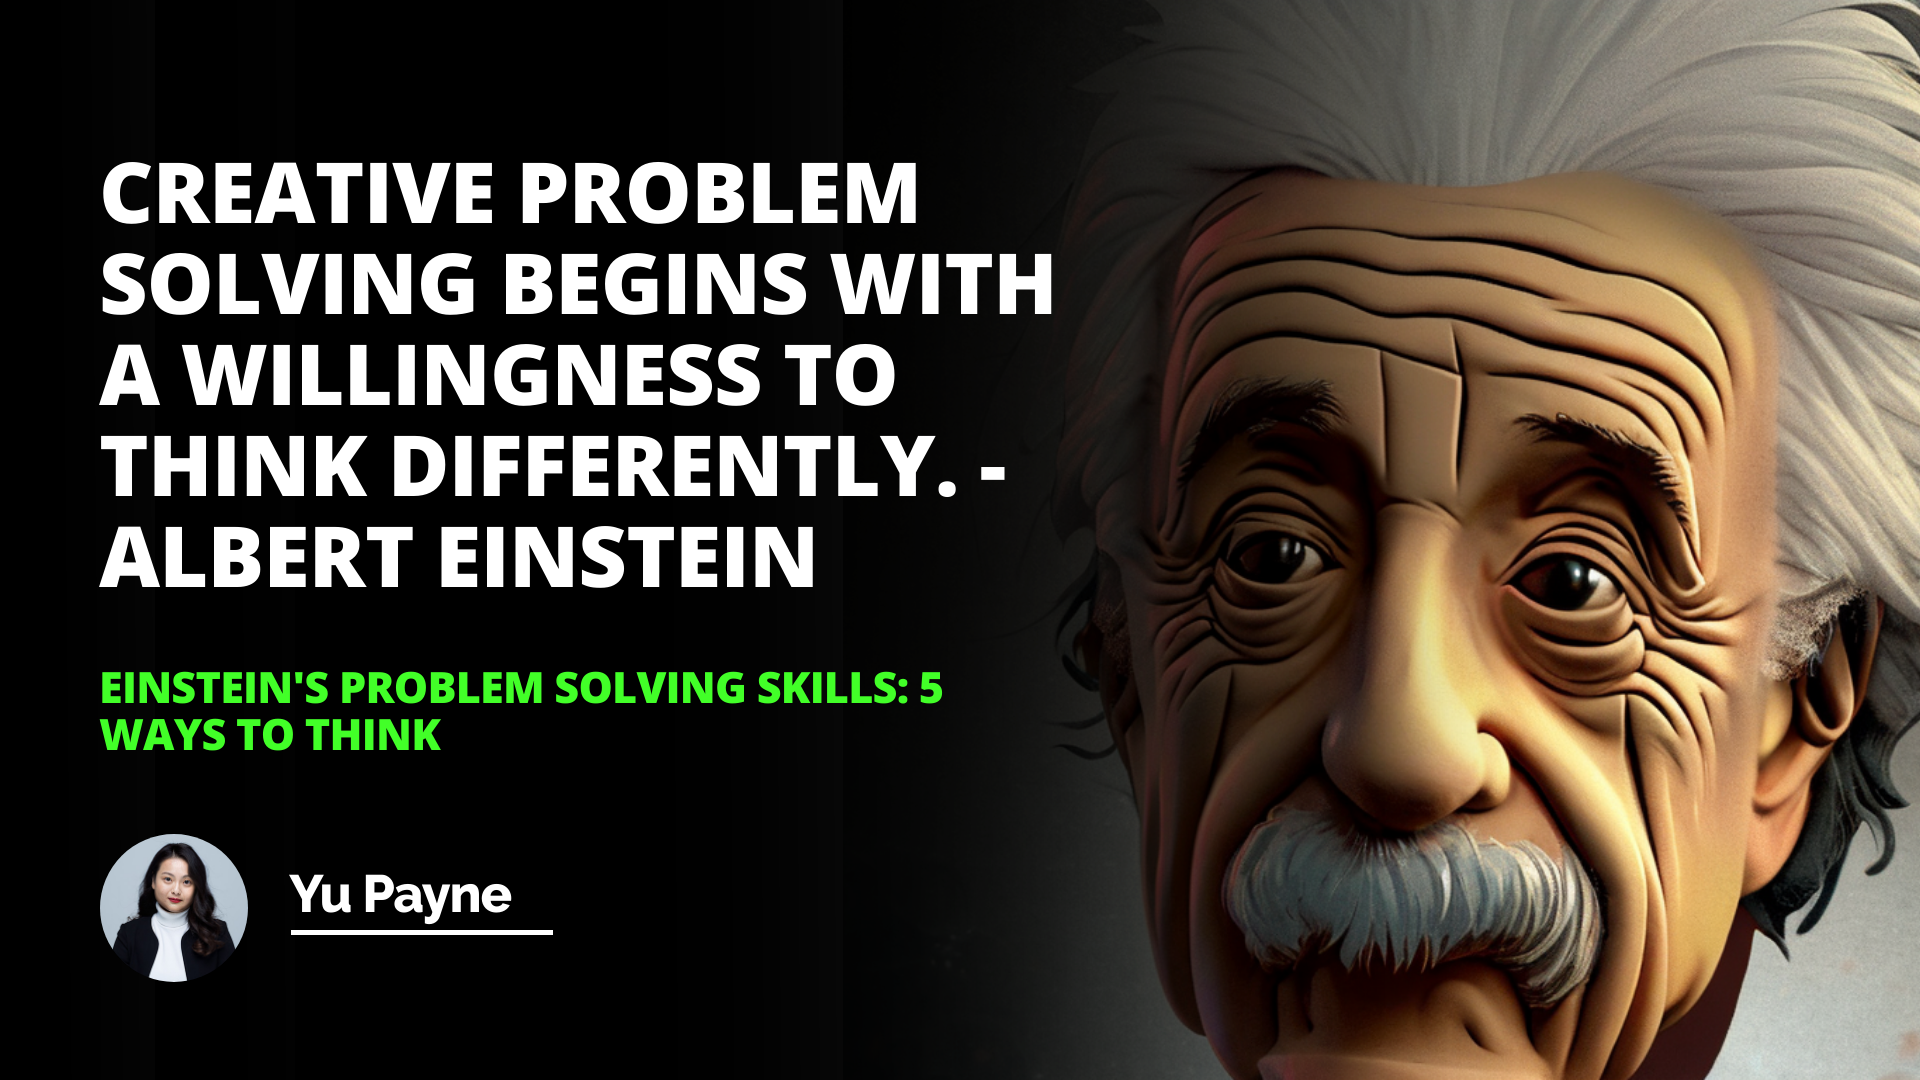 CREATIVE PROBLEM
SOLVING BEGINS WITH
A WILLINGNESS TO
THINK DIFFERENTLY. -
ALBERT EINSTEIN
EINSTEIN'S PROBLEM SOLVING SKILLS: 5
WAYS TO THINK
Yu Payne